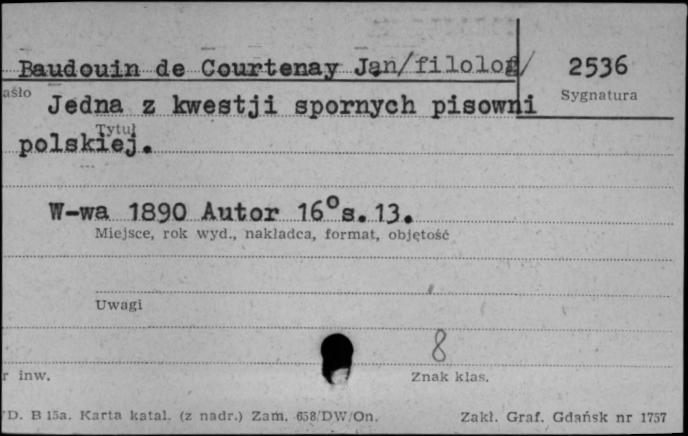 Baudouin de Courtenay Jan/filolog/ 2536
asło Sygnatura
Jedna z kwestji spornych pisowni
Tytuł
polskiej.
W-wa 1890 Autor 16°s.13.
Miejsce, rok wyd., nakładca, format, objętość
Uwagi
8
r inw. Znak klas.
D. B 15a. Karta katal. (z nadr.) Zam. 658/DW/On. Zakł. Graf. Gdańsk nr 1757